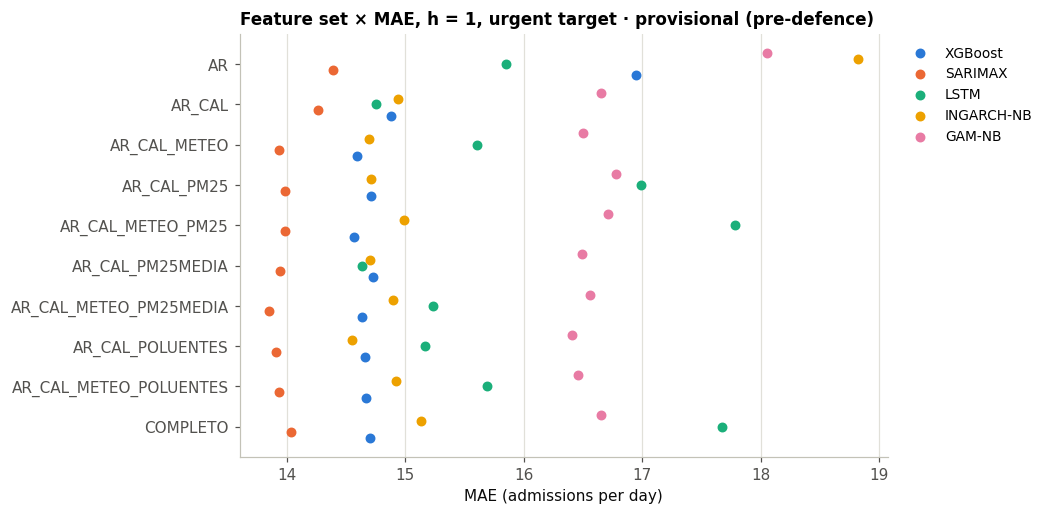 Feature set × MAE, h = 1, urgent target · provisional (pre-defence)
XGBoost
SARIMAX
LSTM
INGARCH-NB
GAM-NB
AR
AR_CAL
AR_CAL_METEO
AR_CAL_PM25
AR_CAL_METEO_PM25
AR_CAL_PM25MEDIA
AR_CAL_METEO_PM25MEDIA
AR_CAL_POLUENTES
AR_CAL_METEO_POLUENTES
COMPLETO
14 15 16 17 18 19
MAE (admissions per day)